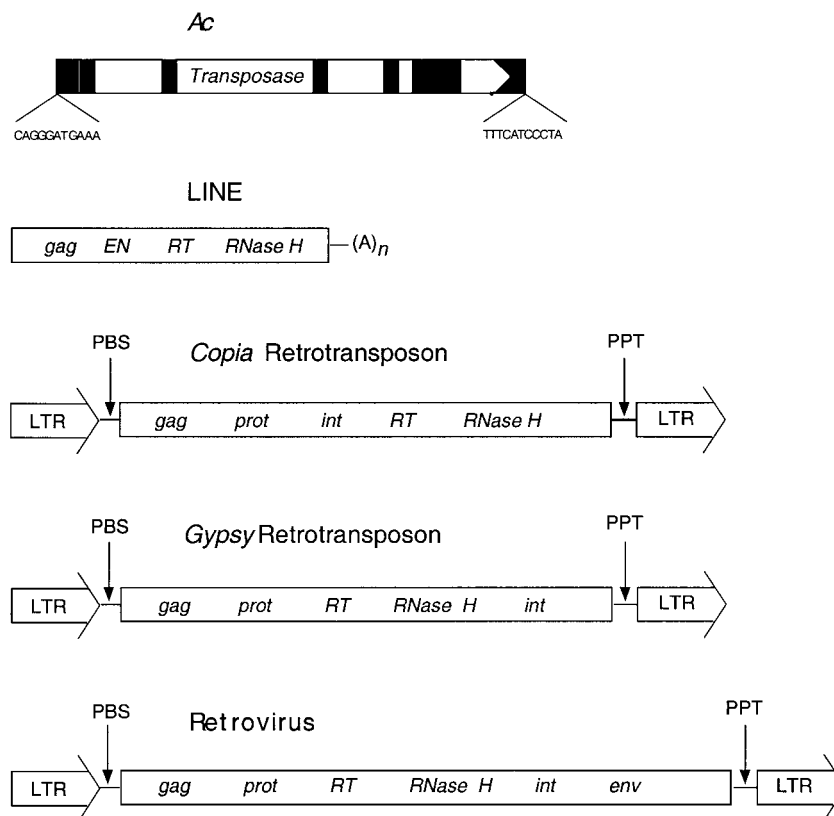 Ac
Transposase
CAGGGATGAAA TTTCATCCCTA
LINE
gag EN RT RNase H (A)n
PBS Copia Retrotransposon PPT
LTR gag prot int RT RNase H LTR
PBS Gypsy Retrotransposon PPT
LTR gag prot RT RNase H int LTR
PBS Retrovirus PPT
LTR gag prot RT RNase H int env LTR